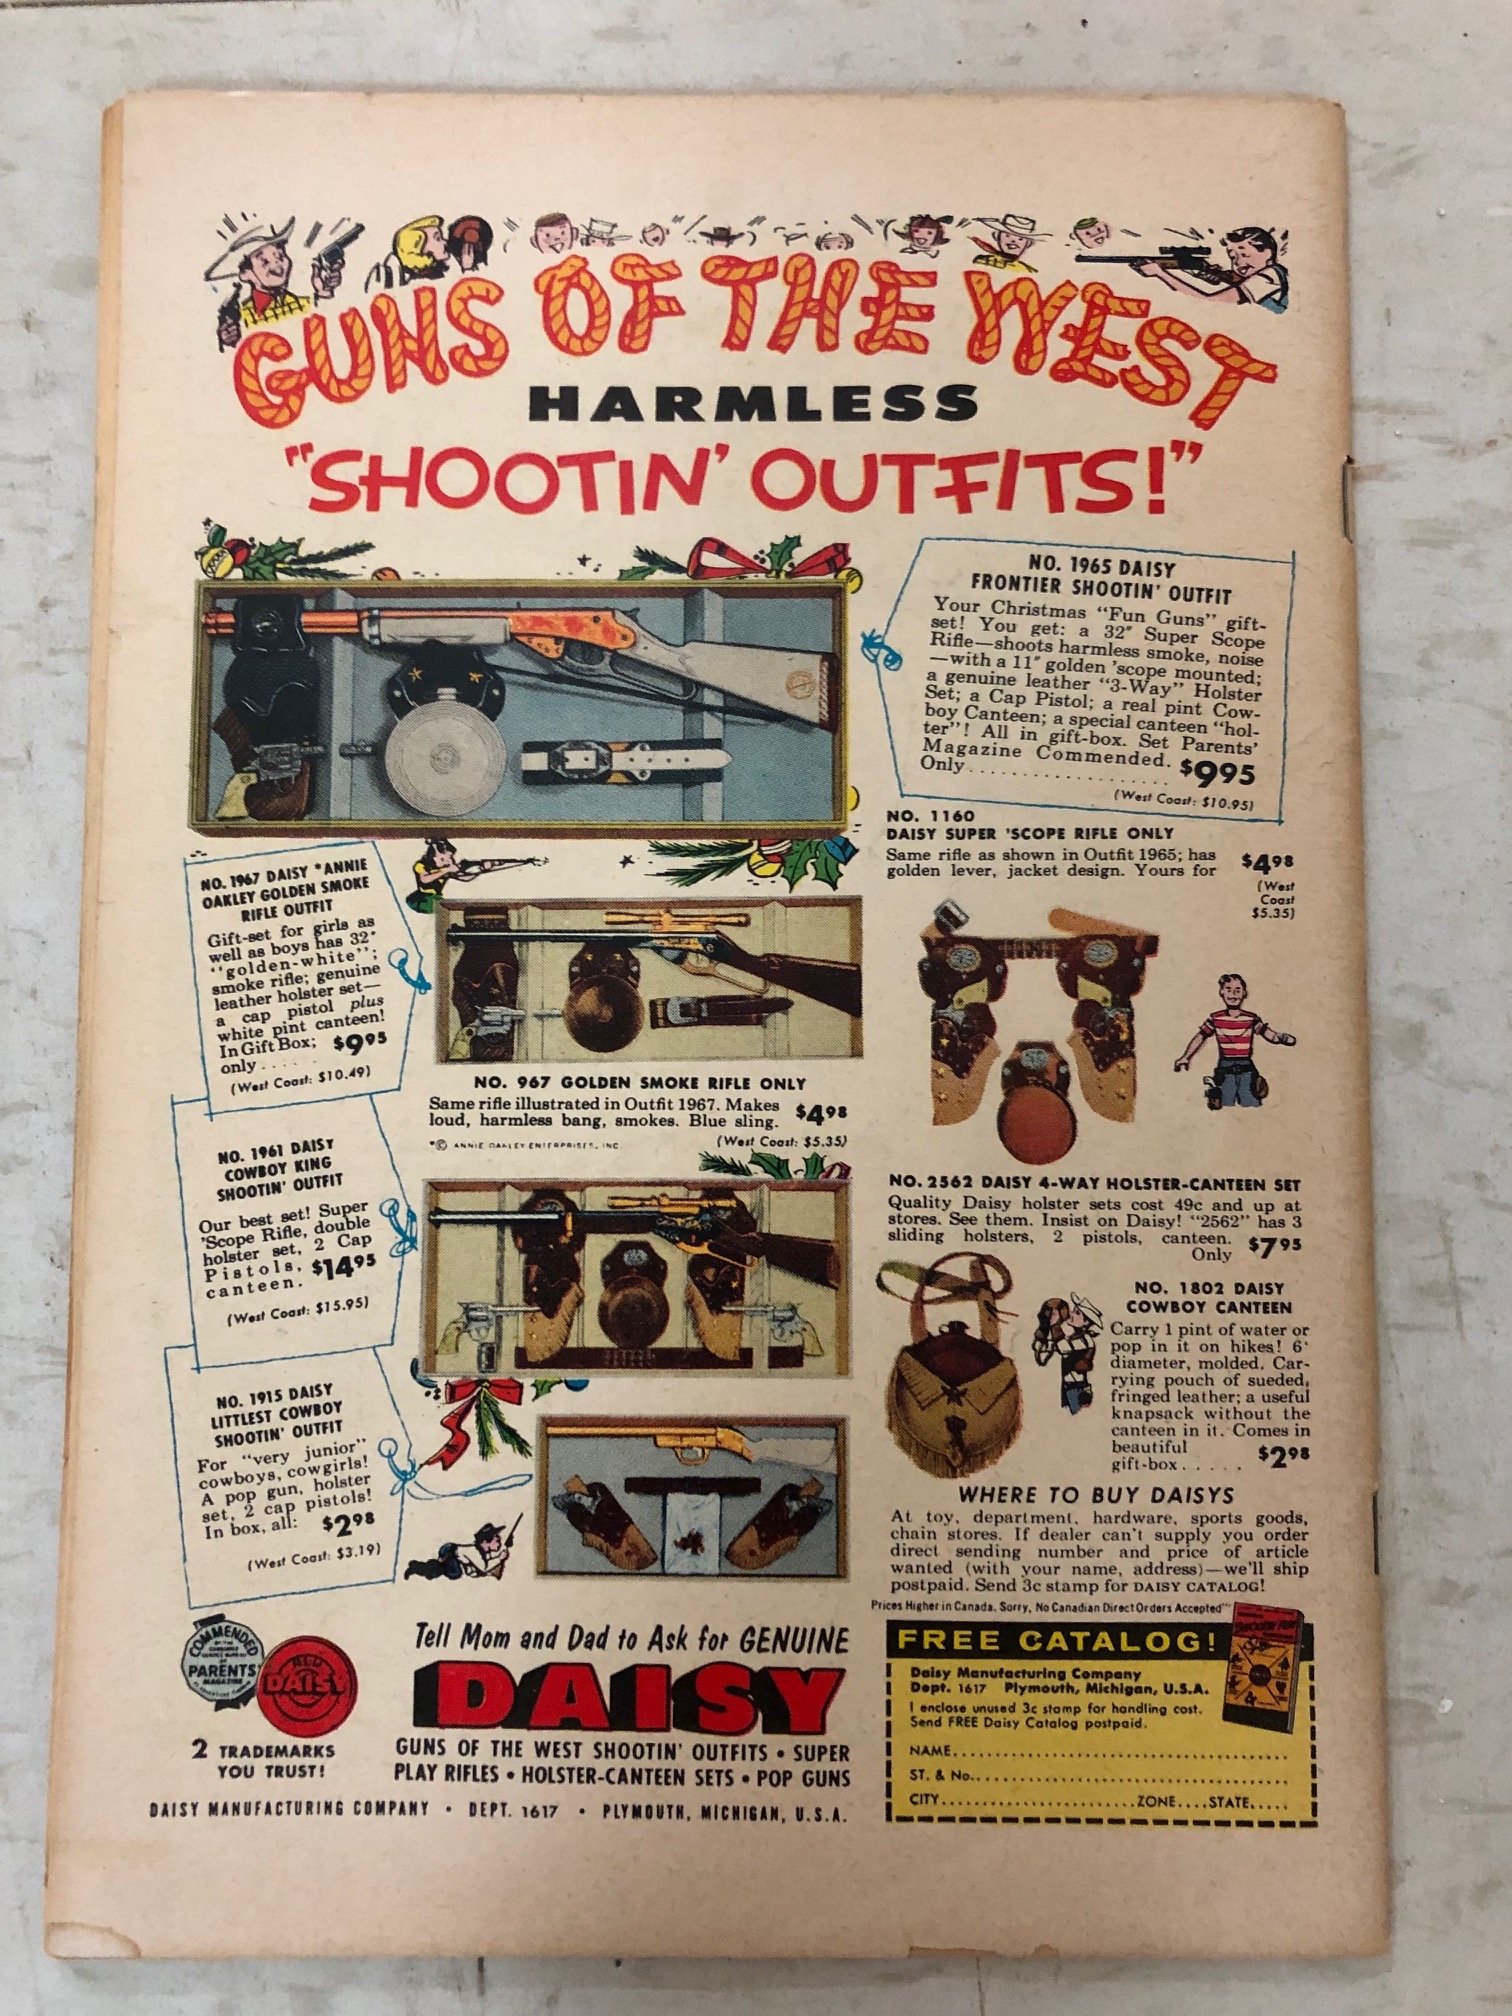 GUNS OF THE WEST
HARMLESS
"SHOOTIN' OUTFITS!"
NO. 1965 DAISY
FRONTIER SHOOTIN' OUTFIT
Your Christmas "Fun Guns" gift-
set! You get: a 32" Super Scope
Rifle—shoots harmless smoke, noise
—with a 11" golden 'scope mounted;
a genuine leather "3-Way" Holster
Set; a Cap Pistol; a real pint Cow-
boy Canteen; a special canteen "hol-
ter"! All in gift-box. Set Parents'
Magazine Commended.
Only.................. $995
(West Coast: $10.95)
NO. 1160
DAISY SUPER 'SCOPE RIFLE ONLY
Same rifle as shown in Outfit 1965; has
golden lever, jacket design. Yours for
$498
(West
Coast
$5.35)
NO. 1967 DAISY *ANNIE
OAKLEY GOLDEN SMOKE
RIFLE OUTFIT
Gift-set for girls as
well as boys has 32"
"golden-white";
smoke rifle; genuine
leather holster set—
a cap pistol plus
white pint canteen!
In Gift Box; $995
only ....
(West Coast: $10.49)
NO. 967 GOLDEN SMOKE RIFLE ONLY
Same rifle illustrated in Outfit 1967. Makes
loud, harmless bang, smokes. Blue sling.
$498
*© ANNIE OAKLEY ENTERPRISES, INC.
(West Coast: $5.35)
NO. 1961 DAISY
COWBOY KING
SHOOTIN' OUTFIT
Our best set! Super
'Scope Rifle, double
holster set, 2 Cap
Pistols, $1495
canteen.
(West Coast: $15.95)
NO. 1915 DAISY
LITTLEST COWBOY
SHOOTIN' OUTFIT
For "very junior"
cowboys, cowgirls!
A pop gun, holster
set, 2 cap pistols!
In box, all: $298
(West Coast: $3.19)
NO. 2562 DAISY 4-WAY HOLSTER-CANTEEN SET
Quality Daisy holster sets cost 49c and up at
stores. See them. Insist on Daisy! "2562" has 3
sliding holsters, 2 pistols, canteen.
Only $795
NO. 1802 DAISY
COWBOY CANTEEN
Carry 1 pint of water or
pop in it on hikes! 6"
diameter, molded. Car-
rying pouch of sueded,
fringed leather; a useful
knapsack without the
canteen in it. Comes in
beautiful
gift-box..... $298
WHERE TO BUY DAISYS
At toy, department, hardware, sports goods,
chain stores. If dealer can't supply you order
direct sending number and price of article
wanted (with your name, address)—we'll ship
postpaid. Send 3c stamp for DAISY CATALOG!
Prices Higher in Canada. Sorry, No Canadian Direct Orders Accepted
COMMENDED
PARENTS'
MAGAZINE
DAISY
2 TRADEMARKS
YOU TRUST!
Tell Mom and Dad to Ask for GENUINE
DAISY
GUNS OF THE WEST SHOOTIN' OUTFITS • SUPER
PLAY RIFLES • HOLSTER-CANTEEN SETS • POP GUNS
DAISY MANUFACTURING COMPANY • DEPT. 1617 • PLYMOUTH, MICHIGAN, U.S.A.
FREE CATALOG!
Daisy Manufacturing Company
Dept. 1617 Plymouth, Michigan, U.S.A.
I enclose unused 3c stamp for handling cost.
Send FREE Daisy Catalog postpaid.
NAME..........................................
ST. & No.......................................
CITY........................ZONE....STATE.....